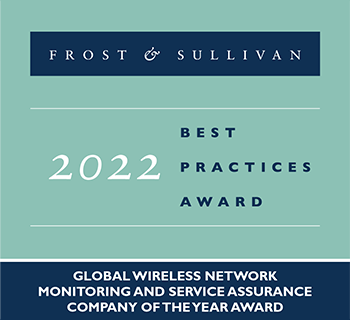 FROST & SULLIVAN
BEST
2022 PRACTICES
AWARD
GLOBAL WIRELESS NETWORK
MONITORING AND SERVICE ASSURANCE
COMPANY OF THE YEAR AWARD